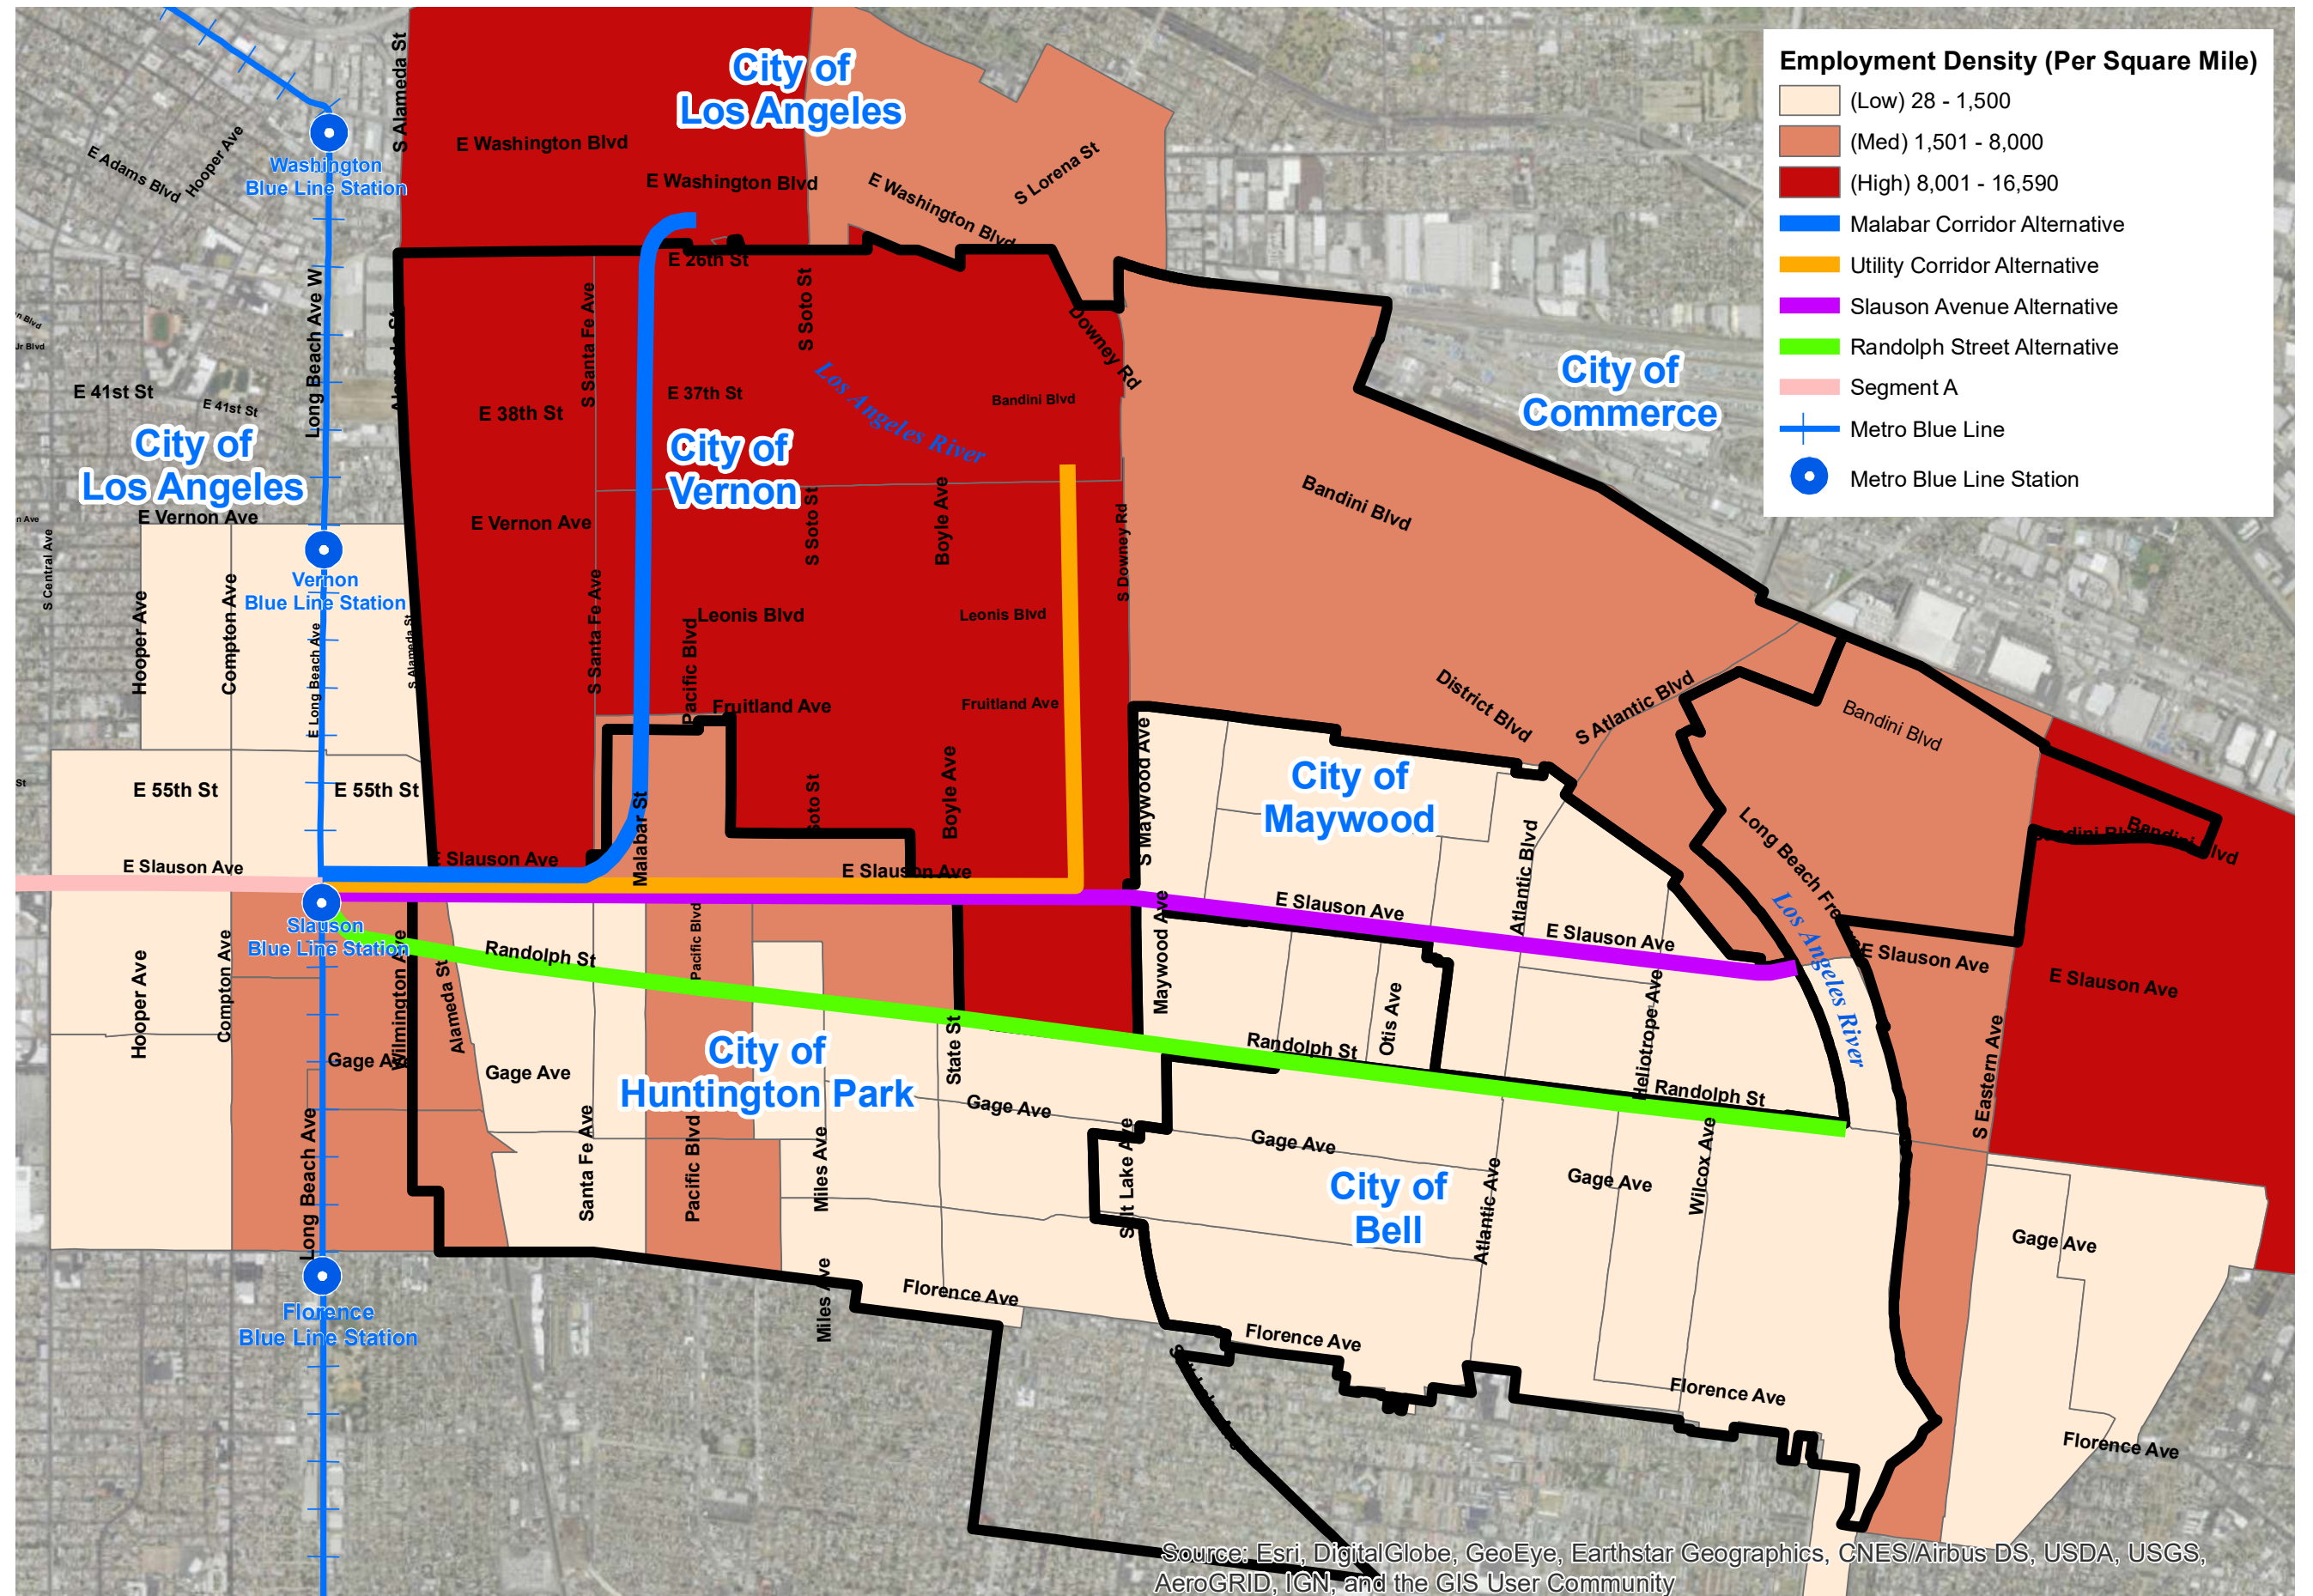 Employment Density (Per Square Mile)
(Low) 28 - 1,500
(Med) 1,501 - 8,000
(High) 8,001 - 16,590
Malabar Corridor Alternative
Utility Corridor Alternative
Slauson Avenue Alternative
Randolph Street Alternative
Segment A
Metro Blue Line
Metro Blue Line Station
City of
Los Angeles
S Alameda St
E Washington Blvd
E Washington Blvd
E Washington Blvd
S Lorena St
E Adams Blvd
Hooper Ave
Washington
Blue Line Station
E 26th St
Long Beach Ave W
S Santa Fe Ave
S Soto St
Downey Rd
Los Angeles River
E 41st St
E 41st St
E 38th St
E 37th St
Bandini Blvd
City of
Commerce
City of
Los Angeles
City of
Vernon
E Vernon Ave
E Vernon Ave
S Soto St
Boyle Ave
S Downey Rd
Bandini Blvd
S Central Ave
Vernon
Blue Line Station
Hooper Ave
Compton Ave
E Long Beach Ave
S Alameda St
S Santa Fe Ave
Pacific Blvd
Leonis Blvd
Leonis Blvd
Fruitland Ave
Fruitland Ave
District Blvd
S Atlantic Blvd
Bandini Blvd
S Maywood Ave
City of
Maywood
E 55th St
E 55th St
Malabar St
Soto St
Boyle Ave
Atlantic Blvd
Bandini Blvd
Bandini Blvd
E Slauson Ave
E Slauson Ave
E Slauson Ave
E Slauson Ave
E Slauson Ave
E Slauson Ave
E Slauson Ave
Los Angeles River
Slauson
Blue Line Station
Hooper Ave
Compton Ave
Wilmington Ave
Alameda St
Randolph St
Pacific Blvd
Maywood Ave
Otis Ave
Heliotrope Ave
Randolph St
Randolph St
S Eastern Ave
Gage Ave
Gage Ave
City of
Huntington Park
State St
Gage Ave
Gage Ave
Gage Ave
Gage Ave
Long Beach Ave
Santa Fe Ave
Pacific Blvd
Miles Ave
Salt Lake Ave
City of
Bell
Atlantic Ave
Wilcox Ave
Florence
Blue Line Station
Miles Ave
Florence Ave
Florence Ave
Florence Ave
Florence Ave
Source: Esri, DigitalGlobe, GeoEye, Earthstar Geographics, CNES/Airbus DS, USDA, USGS,
AeroGRID, IGN, and the GIS User Community